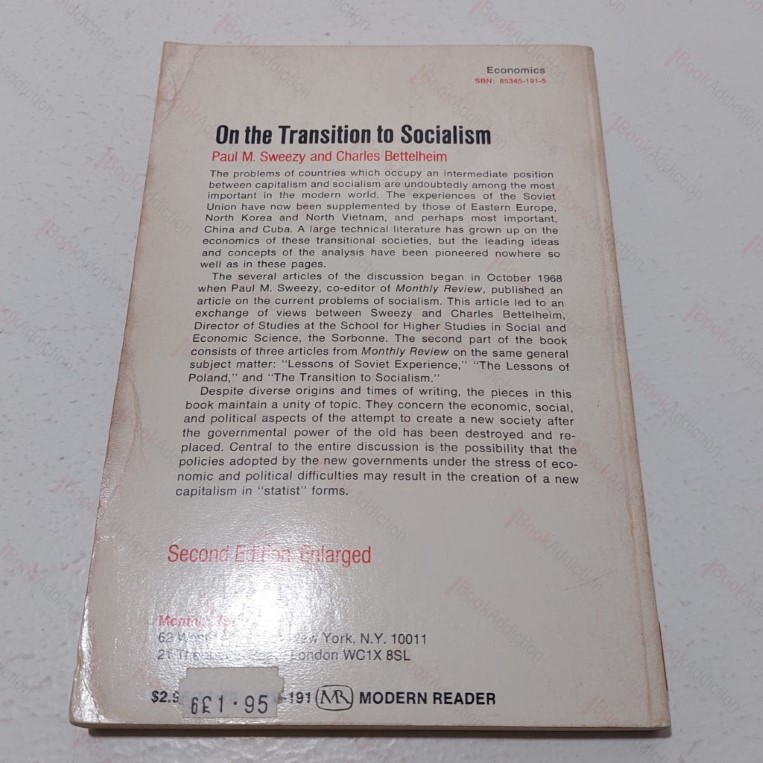 Economics
SBN: 85345-191-5
On the Transition to Socialism
Paul M. Sweezy and Charles Bettelheim
The problems of countries which occupy an intermediate position
between capitalism and socialism are undoubtedly among the most
important in the modern world. The experiences of the Soviet
Union have now been supplemented by those of Eastern Europe,
North Korea and North Vietnam, and perhaps most important,
China and Cuba. A large technical literature has grown up on the
economics of these transitional societies, but the leading ideas
and concepts of the analysis have been pioneered nowhere so
well as in these pages.
The several articles of the discussion began in October 1968
when Paul M. Sweezy, co-editor of Monthly Review, published an
article on the current problems of socialism. This article led to an
exchange of views between Sweezy and Charles Bettelheim,
Director of Studies at the School for Higher Studies in Social and
Economic Science, the Sorbonne. The second part of the book
consists of three articles from Monthly Review on the same general
subject matter: "Lessons of Soviet Experience," "The Lessons of
Poland," and "The Transition to Socialism."
Despite diverse origins and times of writing, the pieces in this
book maintain a unity of topic. They concern the economic, social,
and political aspects of the attempt to create a new society after
the governmental power of the old has been destroyed and re-
placed. Central to the entire discussion is the possibility that the
policies adopted by the new governments under the stress of eco-
nomic and political difficulties may result in the creation of a new
capitalism in "statist" forms.
Second Edition, Enlarged
62 New York, N.Y. 10011
21 London WC1X 8SL
-191 MR MODERN READER
6£1.95
BookAddiction